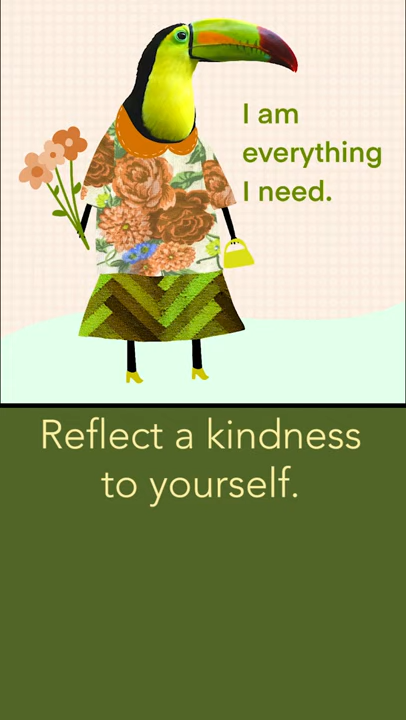 I am
everything
I need.
Reflect a kindness
to yourself.